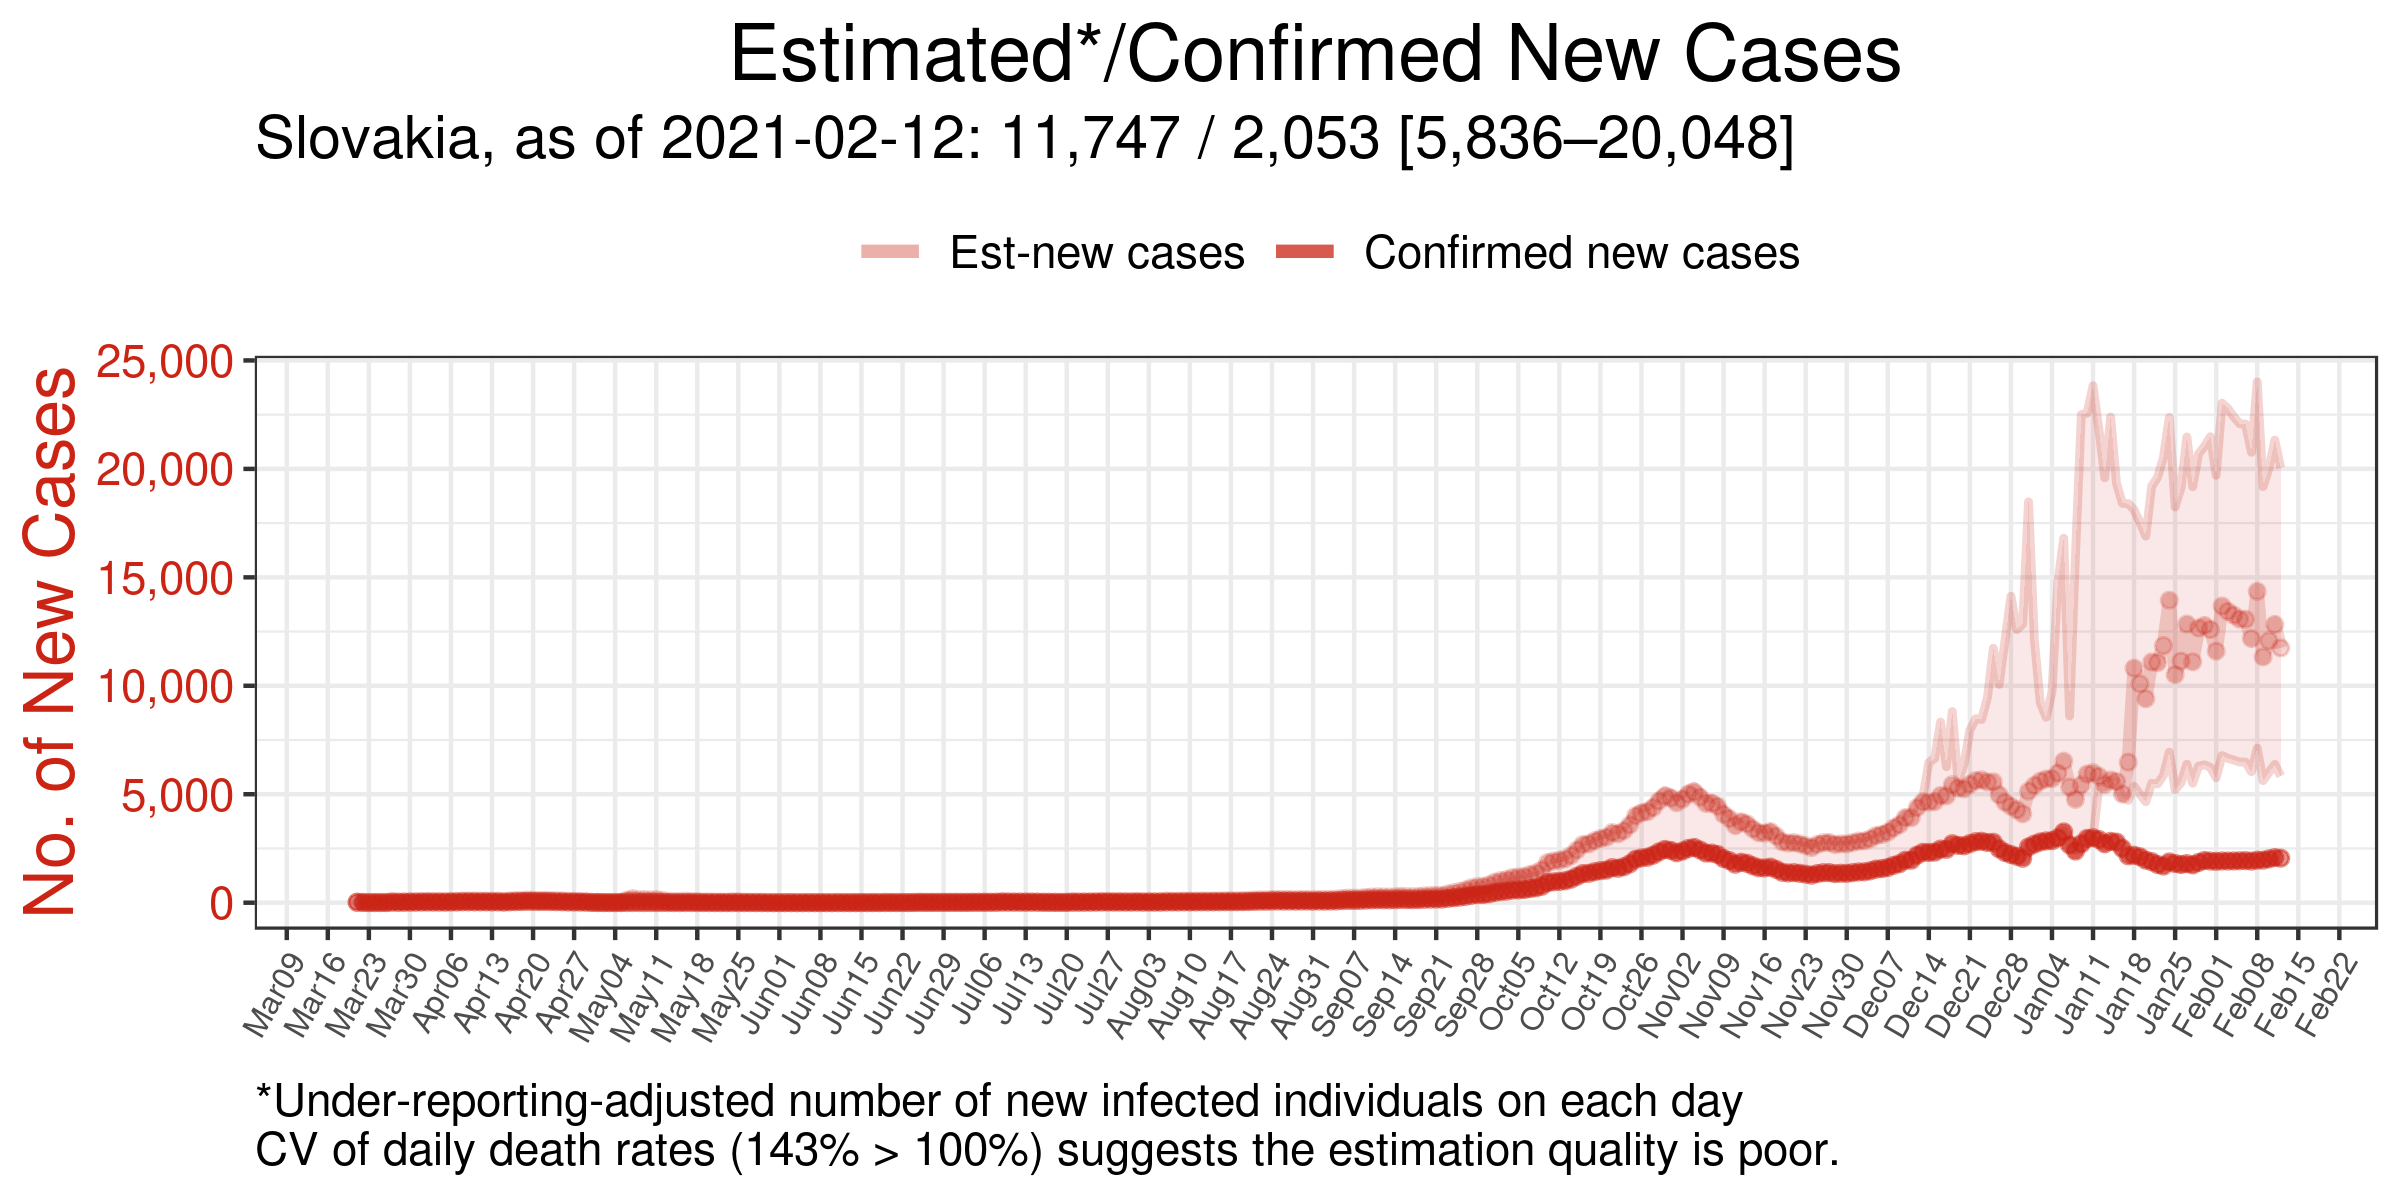 Estimated*/Confirmed New Cases
Slovakia, as of 2021-02-12: 11,747 / 2,053 [5,836–20,048]
Est-new cases Confirmed new cases
No. of New Cases
25,000
20,000
15,000
10,000
5,000
0
Mar09 Mar16 Mar23 Mar30 Apr06 Apr13 Apr20 Apr27 May04 May11 May18 May25 Jun01 Jun08 Jun15 Jun22 Jun29 Jul06 Jul13 Jul20 Jul27 Aug03 Aug10 Aug17 Aug24 Aug31 Sep07 Sep14 Sep21 Sep28 Oct05 Oct12 Oct19 Oct26 Nov02 Nov09 Nov16 Nov23 Nov30 Dec07 Dec14 Dec21 Dec28 Jan04 Jan11 Jan18 Jan25 Feb01 Feb08 Feb15 Feb22
*Under-reporting-adjusted number of new infected individuals on each day
CV of daily death rates (143% > 100%) suggests the estimation quality is poor.